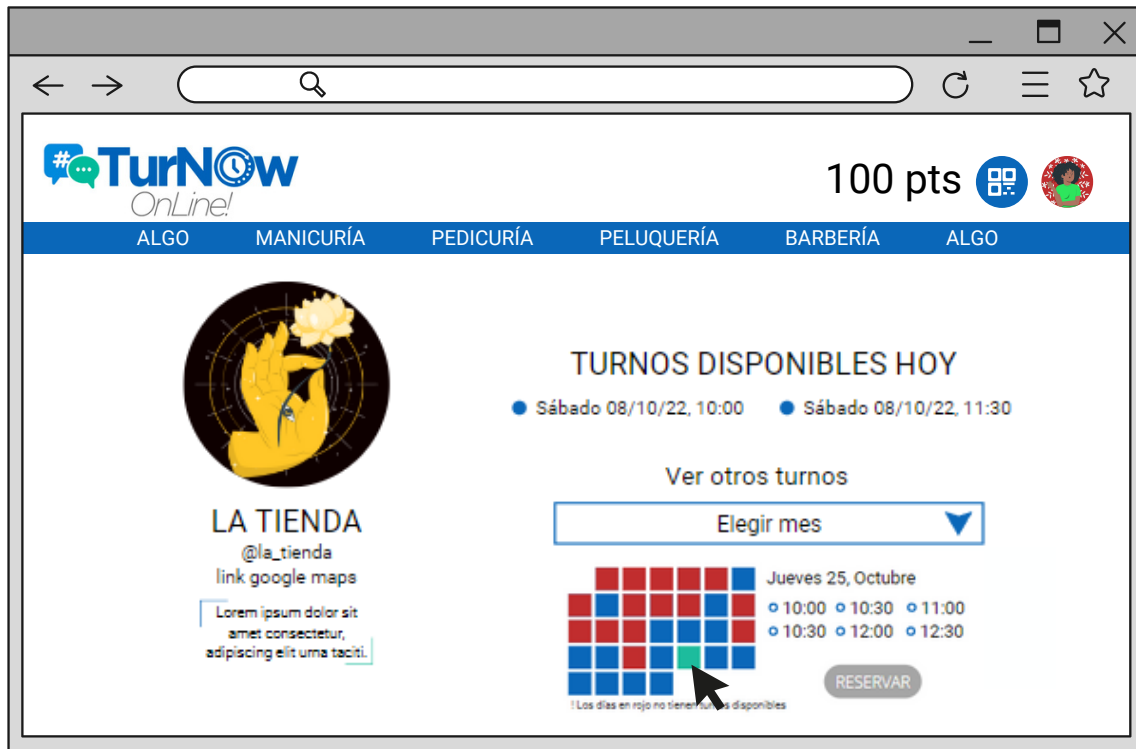 #
TurNow
OnLine!
100 pts
ALGO MANICURÍA PEDICURÍA PELUQUERÍA BARBERÍA ALGO
LA TIENDA
@la_tienda
link google maps
Lorem ipsum dolor sit
amet consectetur,
adipiscing elit urna taciti.
TURNOS DISPONIBLES HOY
Sábado 08/10/22, 10:00 Sábado 08/10/22, 11:30
Ver otros turnos
Elegir mes
Jueves 25, Octubre
10:00 10:30 11:00
10:30 12:00 12:30
RESERVAR
! Los días en rojo no tienen turnos disponibles